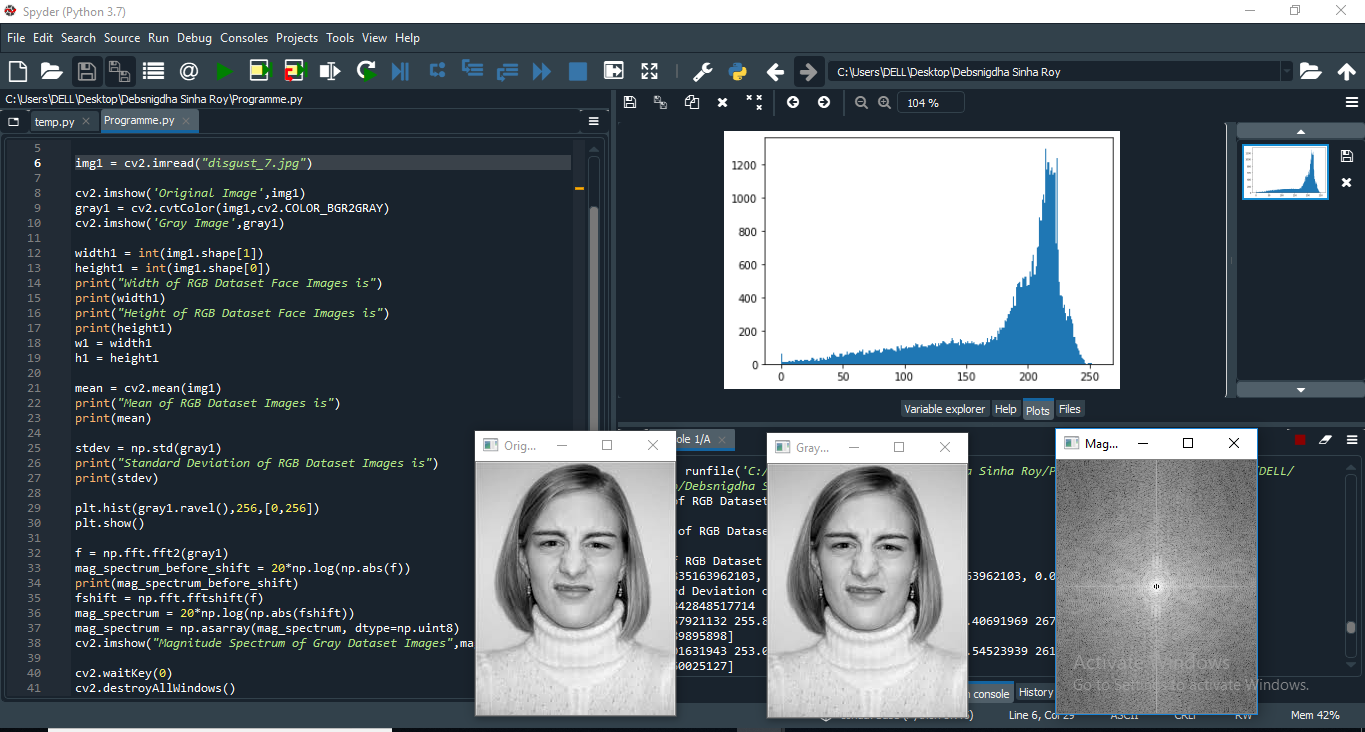 Spyder (Python 3.7)
File Edit Search Source Run Debug Consoles Projects Tools View Help
C:\Users\DELL\Desktop\Debsnigdha Sinha Roy
C:\Users\DELL\Desktop\Debsnigdha Sinha Roy\Programme.py
temp.py
Programme.py
5
6 img1 = cv2.imread("disgust_7.jpg")
7
8 cv2.imshow('Original Image',img1)
9 gray1 = cv2.cvtColor(img1,cv2.COLOR_BGR2GRAY)
10 cv2.imshow('Gray Image',gray1)
11
12 width1 = int(img1.shape[1])
13 height1 = int(img1.shape[0])
14 print("Width of RGB Dataset Face Images is")
15 print(width1)
16 print("Height of RGB Dataset Face Images is")
17 print(height1)
18 w1 = width1
19 h1 = height1
20
21 mean = cv2.mean(img1)
22 print("Mean of RGB Dataset Images is")
23 print(mean)
24
25 stdev = np.std(gray1)
26 print("Standard Deviation of RGB Dataset Images is")
27 print(stdev)
28
29 plt.hist(gray1.ravel(),256,[0,256])
30 plt.show()
31
32 f = np.fft.fft2(gray1)
33 mag_spectrum_before_shift = 20*np.log(np.abs(f))
34 print(mag_spectrum_before_shift)
35 fshift = np.fft.fftshift(f)
36 mag_spectrum = 20*np.log(np.abs(fshift))
37 mag_spectrum = np.asarray(mag_spectrum, dtype=np.uint8)
38 cv2.imshow("Magnitude Spectrum of Gray Dataset Images",ma
39
40 cv2.waitKey(0)
41 cv2.destroyAllWindows()
104 %
1200
1000
800
600
400
200
0
0 50 100 150 200 250
Variable explorer Help Plots Files
ole 1/A
Orig...
Gray...
Mag...
runfile('C:/ a Sinha Roy/P DELL/
/Debsnigdha S
of RGB Dataset
of RGB Datase
f RGB Dataset
835163962103, 63962103, 0.0
rd Deviation o
842848517714
7921132 255.8 .40691969 267
9895898]
01631943 253.0 .54523939 261
60025127]
Activate Windows
Go to Settings to activate Windows.
console History
Line 6, Col 29 ASCII CRLF RW Mem 42%